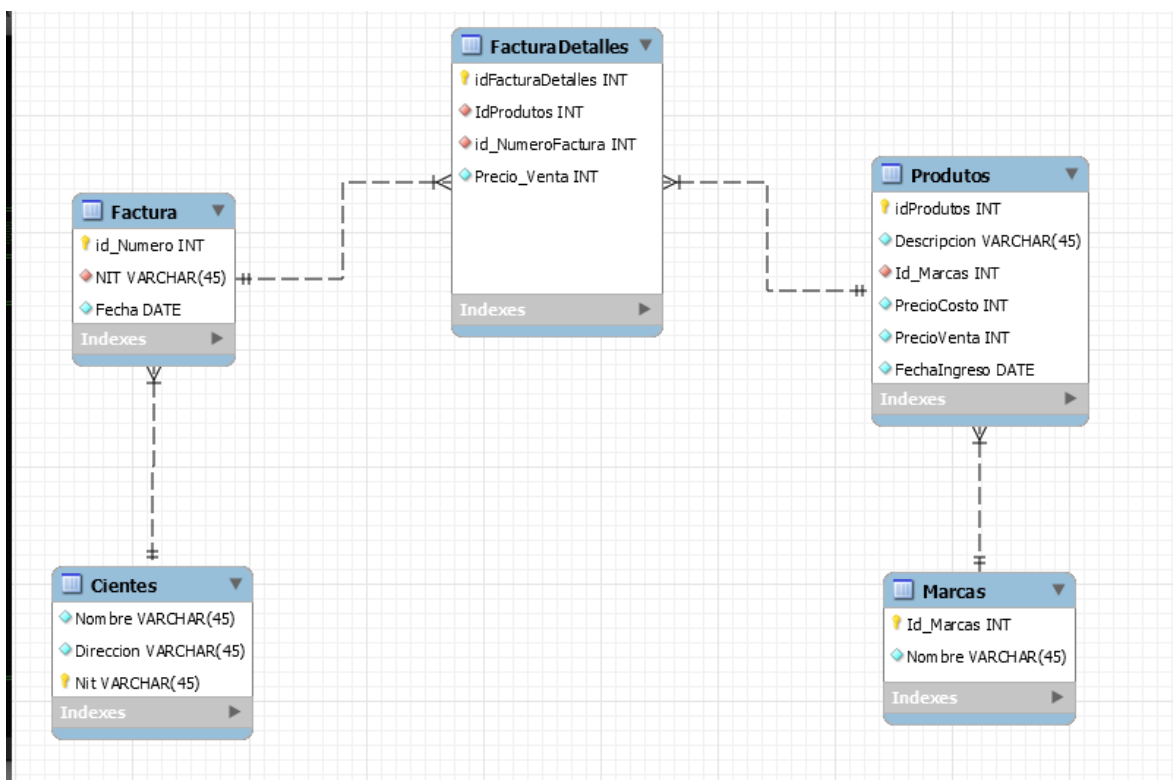 FacturaDetalles
idFacturaDetalles INT
IdProdutos INT
id_NumeroFactura INT
Precio_Venta INT
Indexes
Factura
id_Numero INT
NIT VARCHAR(45)
Fecha DATE
Indexes
Produtos
idProdutos INT
Descripcion VARCHAR(45)
Id_Marcas INT
PrecioCosto INT
PrecioVenta INT
FechaIngreso DATE
Indexes
Cientes
Nombre VARCHAR(45)
Direccion VARCHAR(45)
Nit VARCHAR(45)
Indexes
Marcas
Id_Marcas INT
Nombre VARCHAR(45)
Indexes